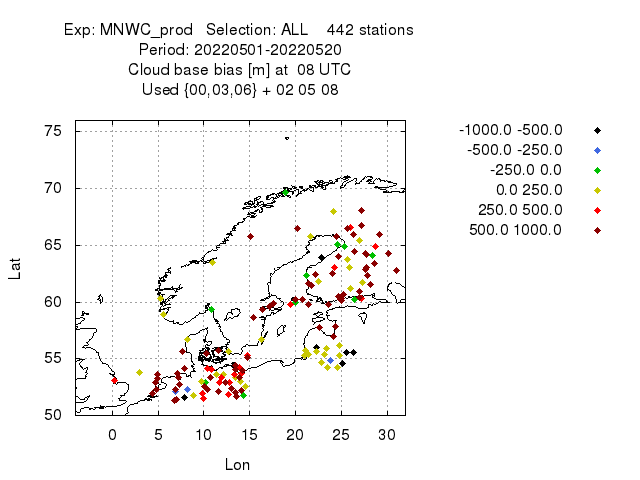 Exp: MNWC_prod   Selection: ALL    442 stations
Period: 20220501-20220520
Cloud base bias [m] at  08 UTC
Used {00,03,06} + 02 05 08
-1000.0 -500.0
-500.0 -250.0
-250.0 0.0
0.0 250.0
250.0 500.0
500.0 1000.0
Lat
75
70
65
60
55
50
0 5 10 15 20 25 30
Lon